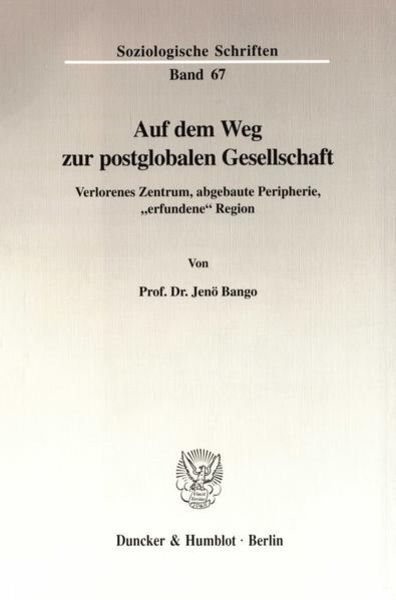 Soziologische Schriften
Band 67
Auf dem Weg
zur postglobalen Gesellschaft
Verlorenes Zentrum, abgebaute Peripherie,
„erfundene“ Region
Von
Prof. Dr. Jenö Bango
Duncker & Humblot · Berlin